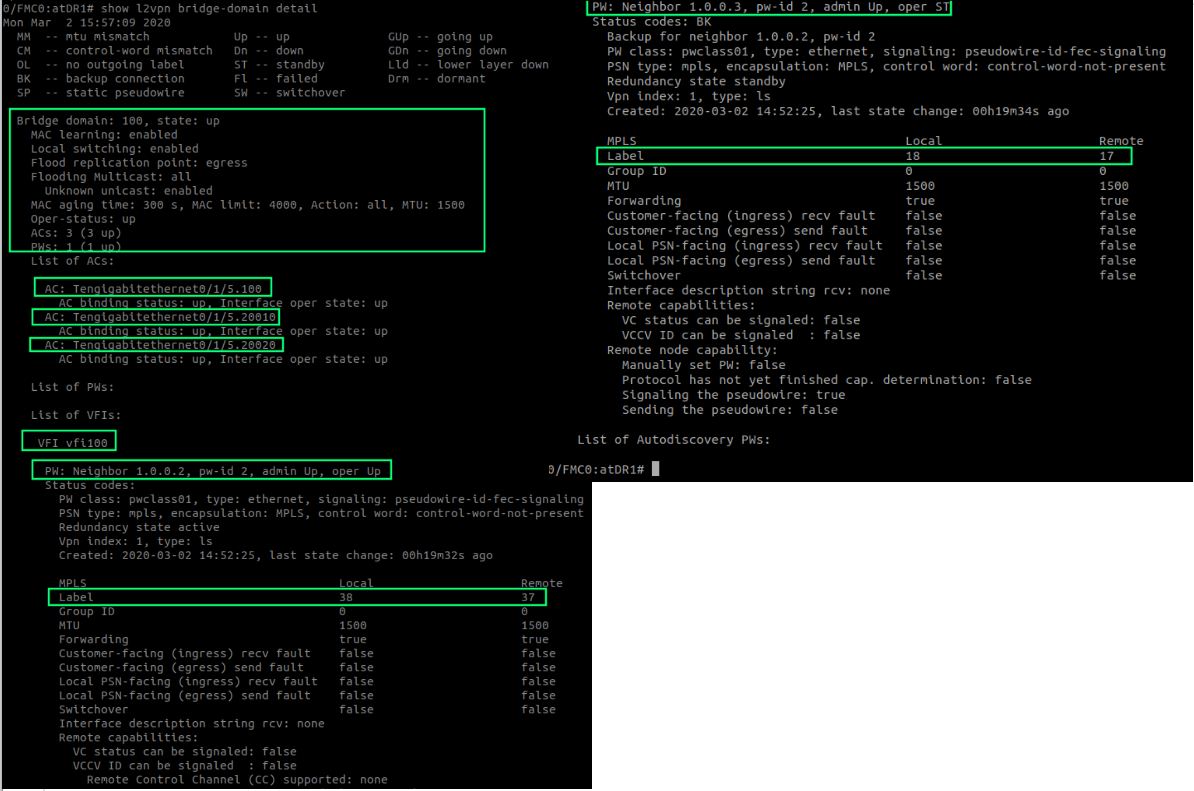 0/FMC0:atDR1# show l2vpn bridge-domain detail
Mon Mar  2 15:57:09 2020
MM  -- mtu mismatch            Up -- up            GUp -- going up
CM  -- control-word mismatch   Dn -- down          GDn -- going down
OL  -- no outgoing label       ST -- standby       Lld -- lower layer down
BK  -- backup connection       Fl -- failed        Drm -- dormant
SP  -- static pseudowire       SW -- switchover
Bridge domain: 100, state: up
MAC learning: enabled
Local switching: enabled
Flood replication point: egress
Flooding Multicast: all
Unknown unicast: enabled
MAC aging time: 300 s, MAC limit: 4000, Action: all, MTU: 1500
Oper-status: up
ACs: 3 (3 up)
PWs: 1 (1 up)
List of ACs:
AC: Tengigabitethernet0/1/5.100
AC binding status: up, Interface oper state: up
AC: Tengigabitethernet0/1/5.20010
AC binding status: up, Interface oper state: up
AC: Tengigabitethernet0/1/5.20020
AC binding status: up, Interface oper state: up
List of PWs:
List of VFIs:
VFI vfi100
PW: Neighbor 1.0.0.2, pw-id 2, admin Up, oper Up
Status codes:
PW class: pwclass01, type: ethernet, signaling: pseudowire-id-fec-signaling
PSN type: mpls, encapsulation: MPLS, control word: control-word-not-present
Redundancy state active
Vpn index: 1, type: ls
Created: 2020-03-02 14:52:25, last state change: 00h19m32s ago
MPLS Local Remote
Label 38 37
Group ID 0 0
MTU 1500 1500
Forwarding true true
Customer-facing (ingress) recv fault false false
Customer-facing (egress) send fault false false
Local PSN-facing (ingress) recv fault false false
Local PSN-facing (egress) send fault false false
Switchover false false
Interface description string rcv: none
Remote capabilities:
VC status can be signaled: false
VCCV ID can be signaled  : false
Remote Control Channel (CC) supported: none
PW: Neighbor 1.0.0.3, pw-id 2, admin Up, oper ST
Status codes: BK
Backup for neighbor 1.0.0.2, pw-id 2
PW class: pwclass01, type: ethernet, signaling: pseudowire-id-fec-signaling
PSN type: mpls, encapsulation: MPLS, control word: control-word-not-present
Redundancy state standby
Vpn index: 1, type: ls
Created: 2020-03-02 14:52:25, last state change: 00h19m34s ago
MPLS Local Remote
Label 18 17
Group ID 0 0
MTU 1500 1500
Forwarding true true
Customer-facing (ingress) recv fault false false
Customer-facing (egress) send fault false false
Local PSN-facing (ingress) recv fault false false
Local PSN-facing (egress) send fault false false
Switchover false false
Interface description string rcv: none
Remote capabilities:
VC status can be signaled: false
VCCV ID can be signaled  : false
Remote node capability:
Manually set PW: false
Protocol has not yet finished cap. determination: false
Signaling the pseudowire: true
Sending the pseudowire: false
List of Autodiscovery PWs:
0/FMC0:atDR1#